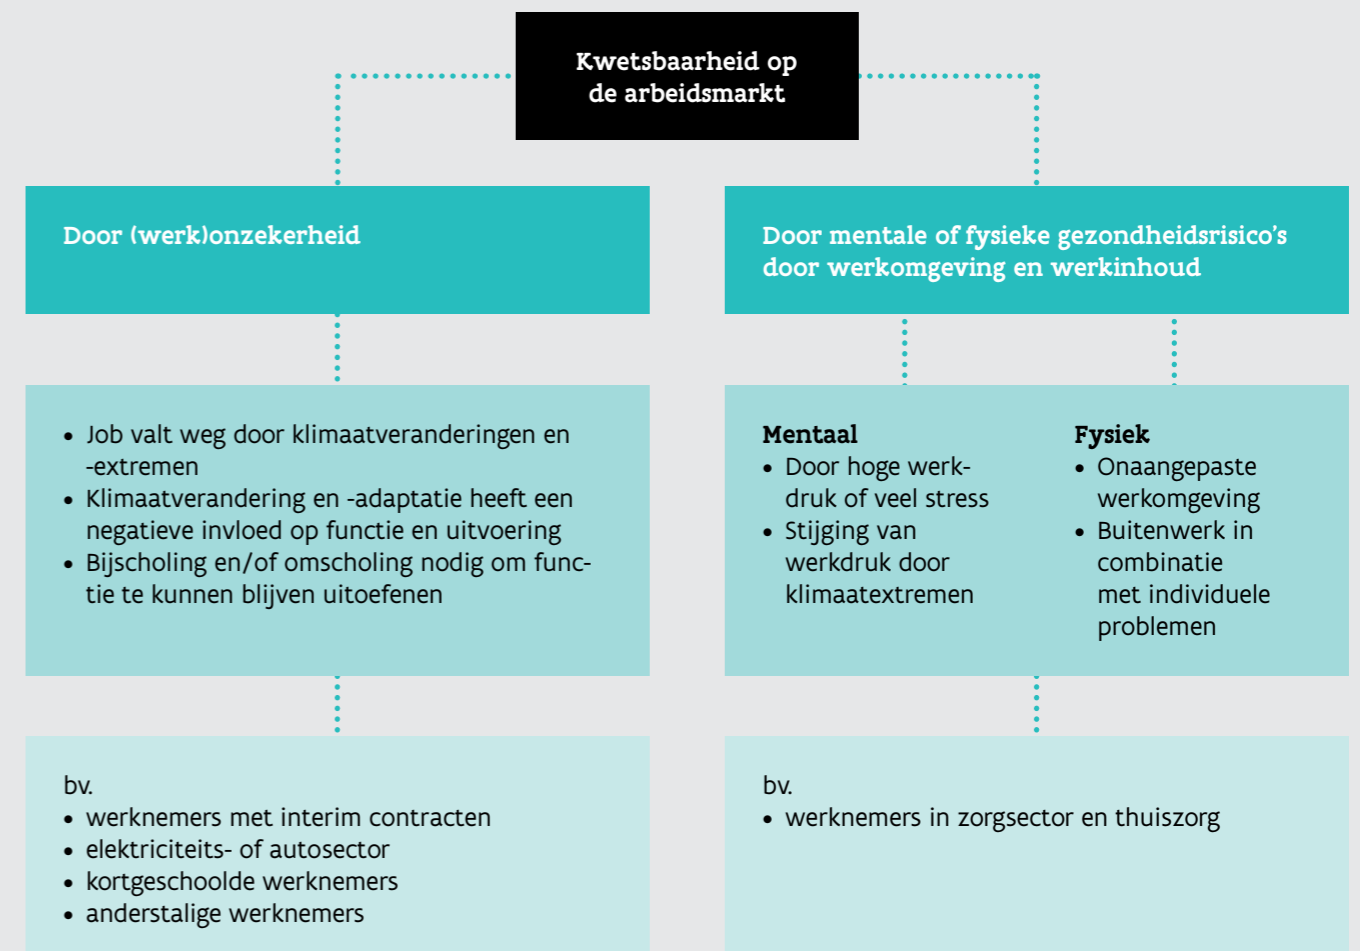 Kwetsbaarheid op
de arbeidsmarkt
Door (werk)onzekerheid
• Job valt weg door klimaatveranderingen en
-extremen
• Klimaatverandering en -adaptatie heeft een
negatieve invloed op functie en uitvoering
• Bijscholing en/of omscholing nodig om func-
tie te kunnen blijven uitoefenen
bv.
• werknemers met interim contracten
• elektriciteits- of autosector
• kortgeschoolde werknemers
• anderstalige werknemers
Door mentale of fysieke gezondheidsrisico’s
door werkomgeving en werkinhoud
Mentaal
• Door hoge werk-
druk of veel stress
• Stijging van
werkdruk door
klimaatextremen
Fysiek
• Onaangepaste
werkomgeving
• Buitenwerk in
combinatie
met individuele
problemen
bv.
• werknemers in zorgsector en thuiszorg